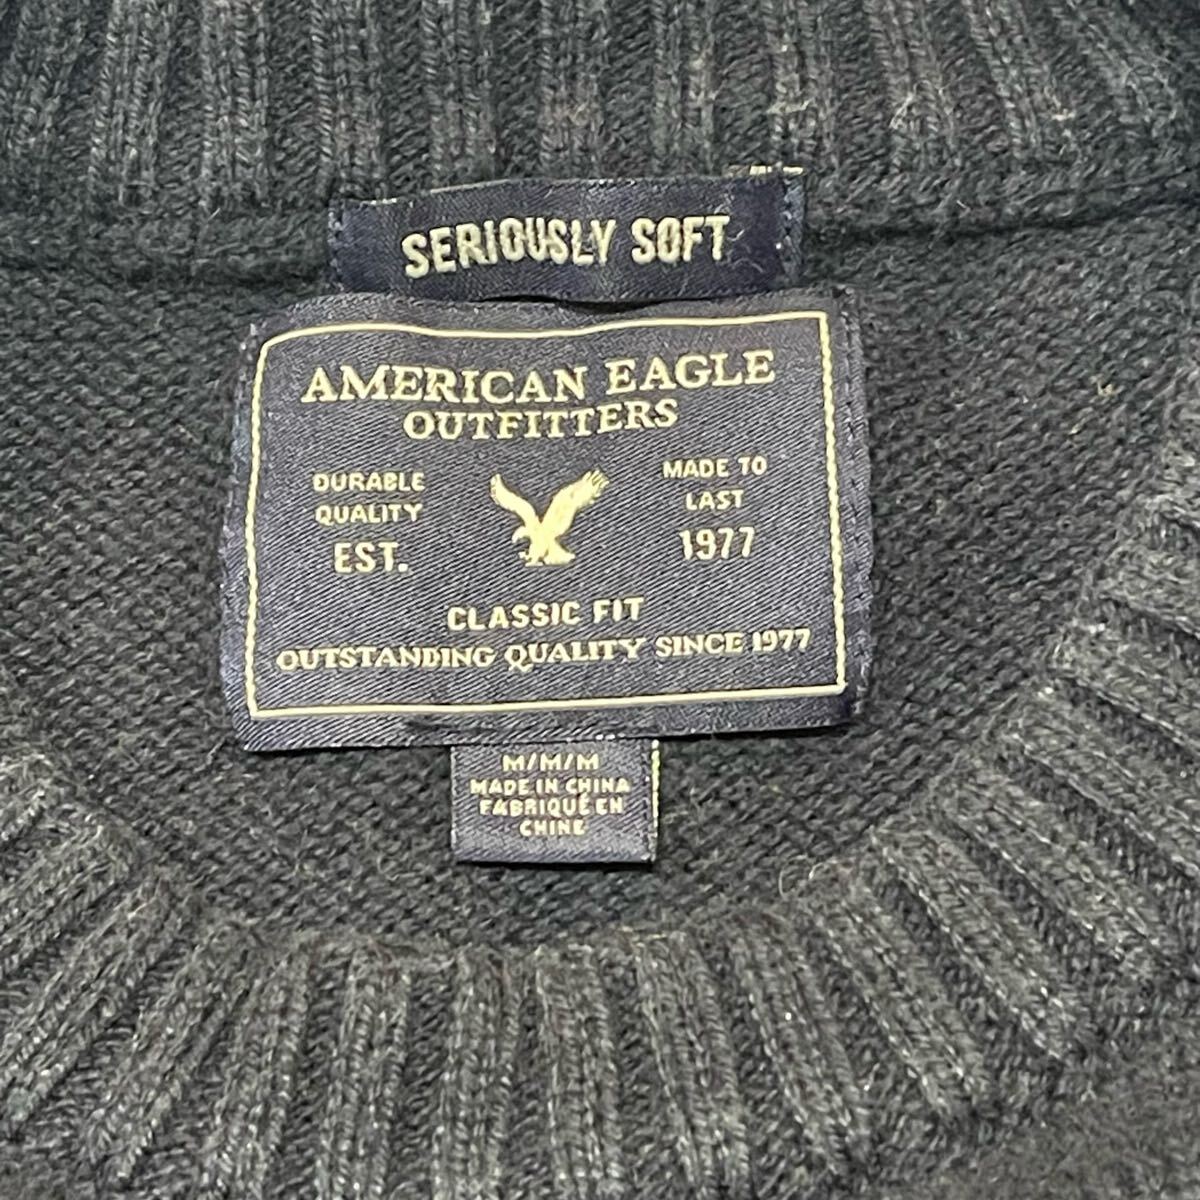 SERIOUSLY SOFT
AMERICAN EAGLE
OUTFITTERS
DURABLE
QUALITY
EST.
MADE TO
LAST
1977
CLASSIC FIT
OUTSTANDING QUALITY SINCE 1977
M/M/M
MADE IN CHINA
FABRIQUÉ EN
CHINE